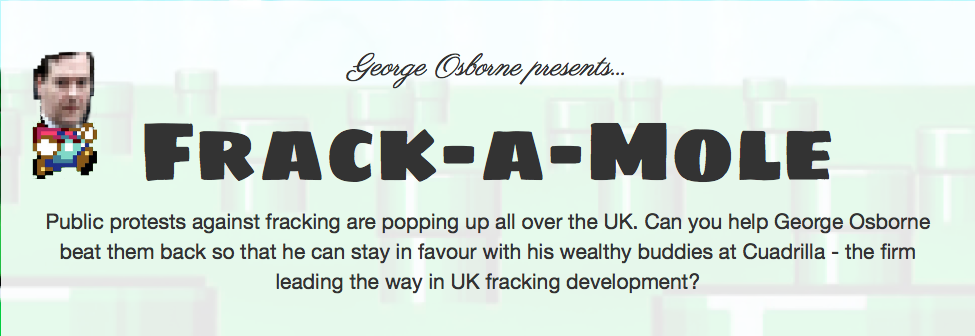 George Osborne presents...
Frack-a-Mole
Public protests against fracking are popping up all over the UK. Can you help George Osborne
beat them back so that he can stay in favour with his wealthy buddies at Cuadrilla - the firm
leading the way in UK fracking development?